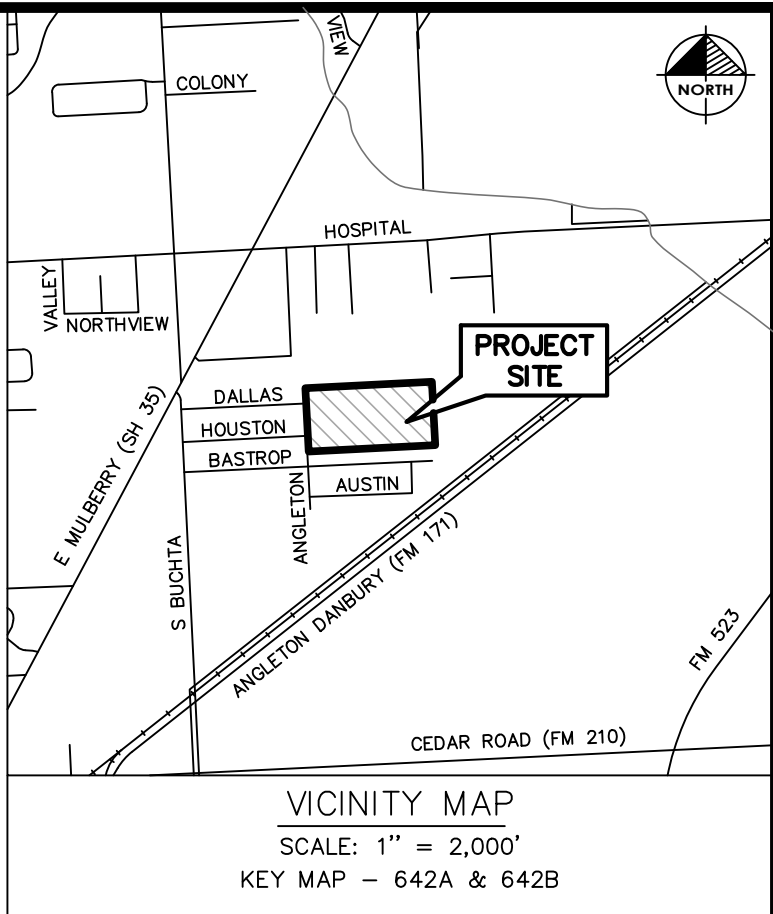 VIEW
COLONY
NORTH
HOSPITAL
VALLEY
NORTHVIEW
PROJECT
SITE
DALLAS
HOUSTON
BASTROP
AUSTIN
ANGLETON
E MULBERRY (SH 35)
S BUCHTA
ANGLETON DANBURY (FM 171)
FM 523
CEDAR ROAD (FM 210)
VICINITY MAP
SCALE: 1” = 2,000’
KEY MAP – 642A & 642B